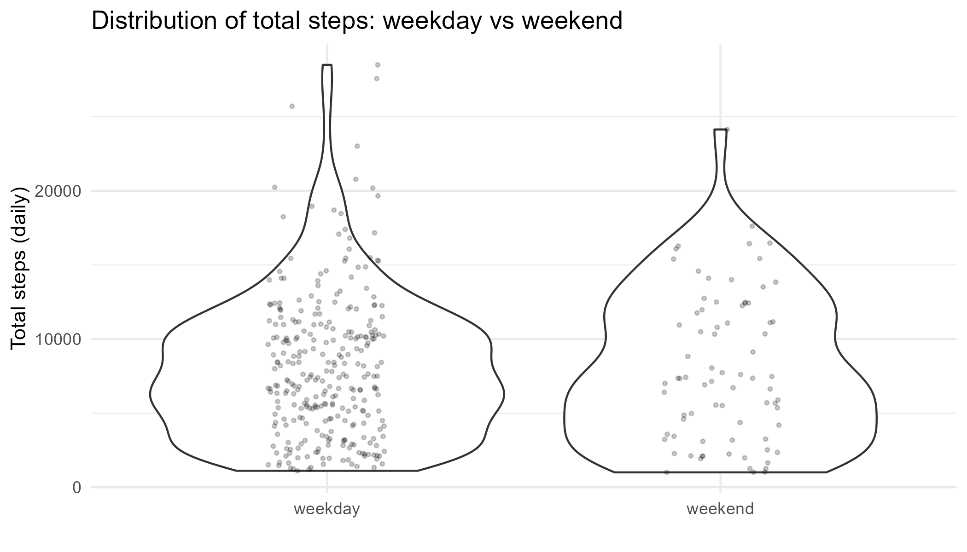 Distribution of total steps: weekday vs weekend
Total steps (daily)
20000
10000
0
weekday
weekend